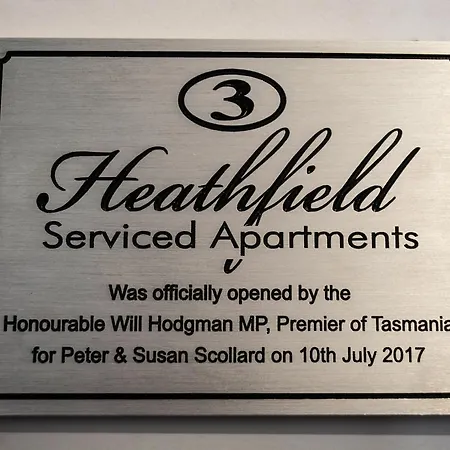 3
Heathfield
Serviced Apartments
Was officially opened by the
Honourable Will Hodgman MP, Premier of Tasmania
for Peter & Susan Scollard on 10th July 2017